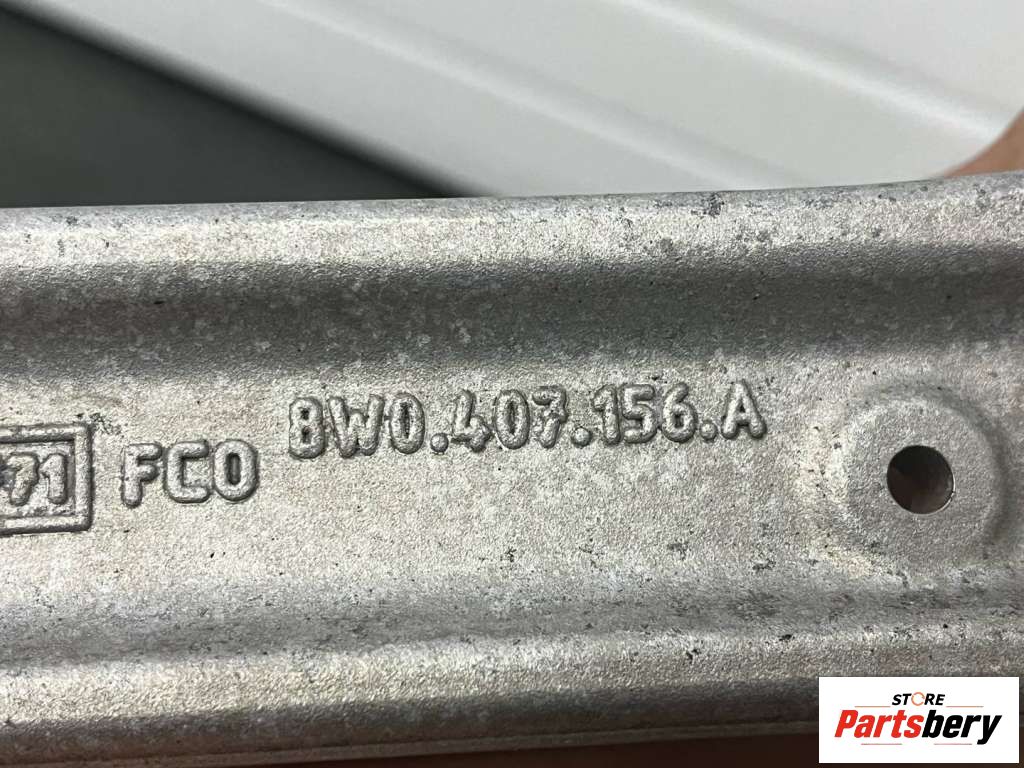 71 FCO 8W0.407.156.A
STORE
Partsbery